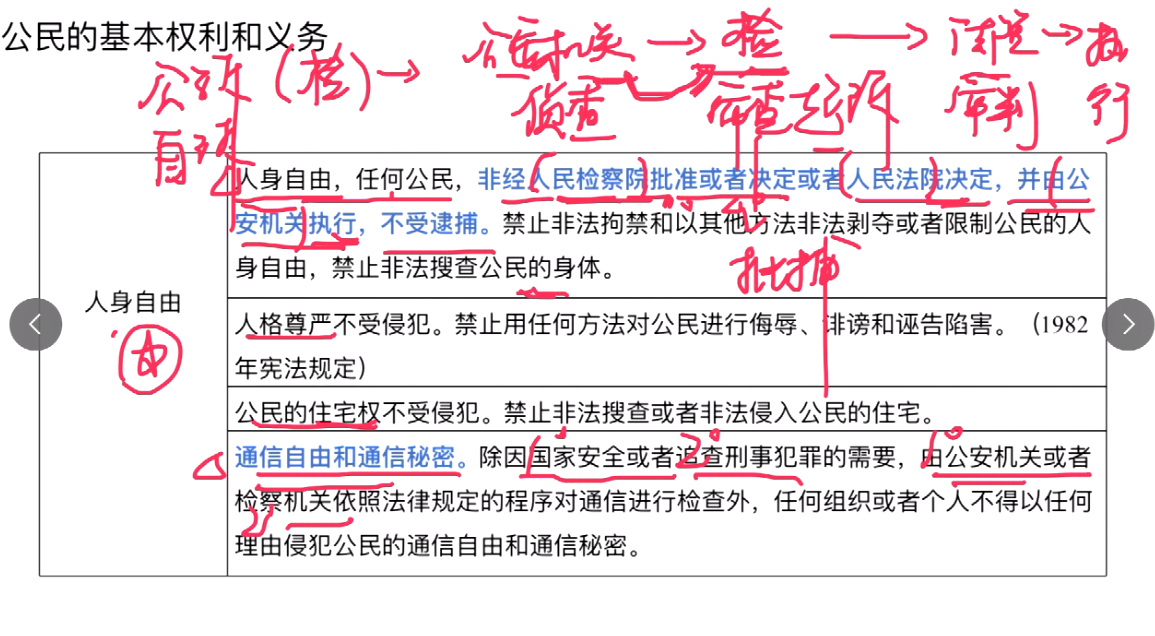 公民的基本权利和义务
公诉（检）→ 公安机关 → 检 → 法院 → 执行
自诉
侦查
审查起诉
审判
人身自由，任何公民，非经人民检察院批准或者决定或者人民法院决定，并由公
安机关执行，不受逮捕。禁止非法拘禁和以其他方法非法剥夺或者限制公民的人
身自由，禁止非法搜查公民的身体。
批捕
人身自由
人格尊严不受侵犯。禁止用任何方法对公民进行侮辱、诽谤和诬告陷害。（1982
年宪法规定）
公民的住宅权不受侵犯。禁止非法搜查或者非法侵入公民的住宅。
1° 2° 1°
通信自由和通信秘密。除因国家安全或者追查刑事犯罪的需要，由公安机关或者
检察机关依照法律规定的程序对通信进行检查外，任何组织或者个人不得以任何
2)
理由侵犯公民的通信自由和通信秘密。